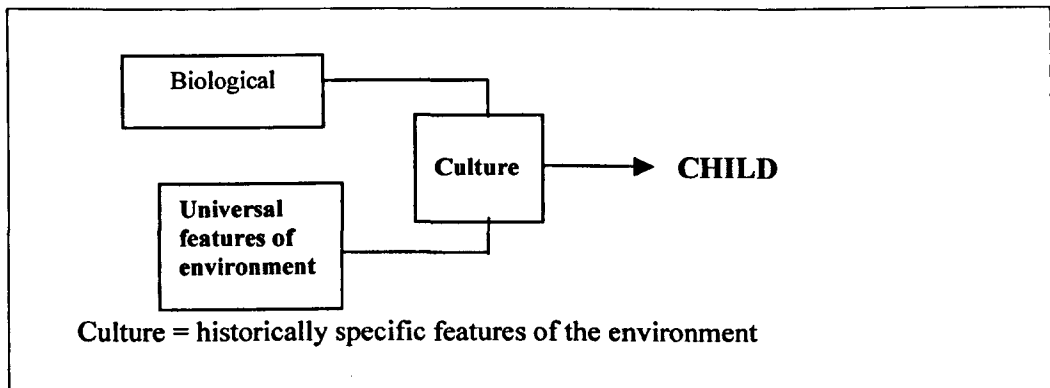 Biological
Culture
CHILD
Universal
features of
environment
Culture = historically specific features of the environment